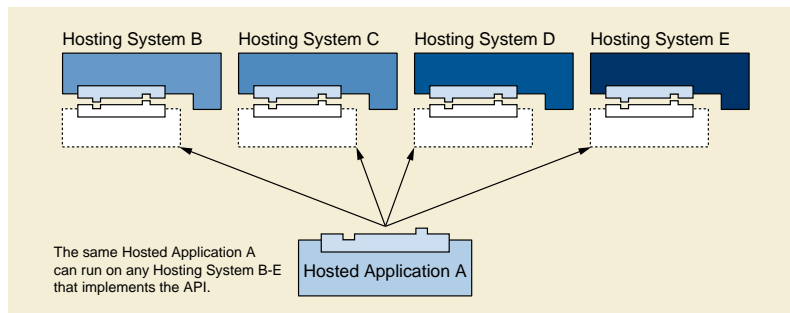 Hosting System B
Hosting System C
Hosting System D
Hosting System E
The same Hosted Application A
can run on any Hosting System B-E
that implements the API.
Hosted Application A